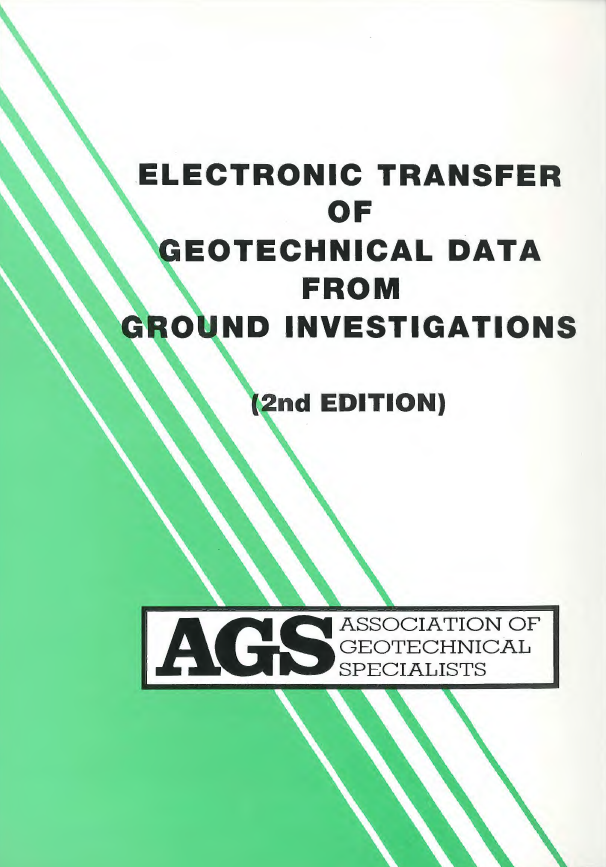 ELECTRONIC TRANSFER
OF
GEOTECHNICAL DATA
FROM
GROUND INVESTIGATIONS
(2nd EDITION)
AGS
ASSOCIATION OF
GEOTECHNICAL
SPECIALISTS